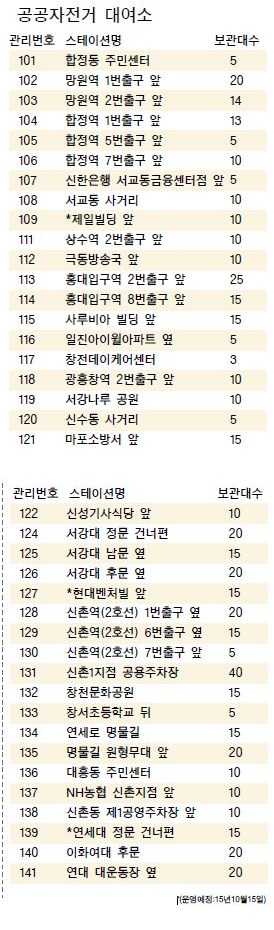 공공자전거 대여소
관리번호 스테이션명 보관대수
101 합정동 주민센터 5
102 망원역 1번출구 앞 20
103 망원역 2번출구 앞 14
104 합정역 1번출구 앞 13
105 합정역 5번출구 앞 5
106 합정역 7번출구 앞 10
107 신한은행 서교동금융센터점 앞 5
108 서교동 사거리 10
109 *제일빌딩 앞 10
111 상수역 2번출구 앞 10
112 극동방송국 앞 10
113 홍대입구역 2번출구 앞 25
114 홍대입구역 8번출구 앞 15
115 사루비아 빌딩 앞 15
116 일진아이윌아파트 옆 5
117 창전데이케어센터 3
118 광흥창역 2번출구 앞 10
119 서강나루 공원 10
120 신수동 사거리 5
121 마포소방서 앞 15
관리번호 스테이션명 보관대수
122 신성기사식당 앞 10
124 서강대 정문 건너편 20
125 서강대 남문 옆 15
126 서강대 후문 옆 20
127 *현대벤처빌 앞 15
128 신촌역(2호선) 1번출구 옆 20
129 신촌역(2호선) 6번출구 옆 15
130 신촌역(2호선) 7번출구 앞 5
131 신촌1지점 공용주차장 40
132 창천문화공원 15
133 창서초등학교 뒤 5
134 연세로 명물길 15
135 명물길 원형무대 앞 20
136 대흥동 주민센터 10
137 NH농협 신촌지점 앞 10
138 신촌동 제1공영주차장 앞 10
139 *연세대 정문 건너편 15
140 이화여대 후문 20
141 연대 대운동장 옆 20
*(운영예정:15년10월15일)